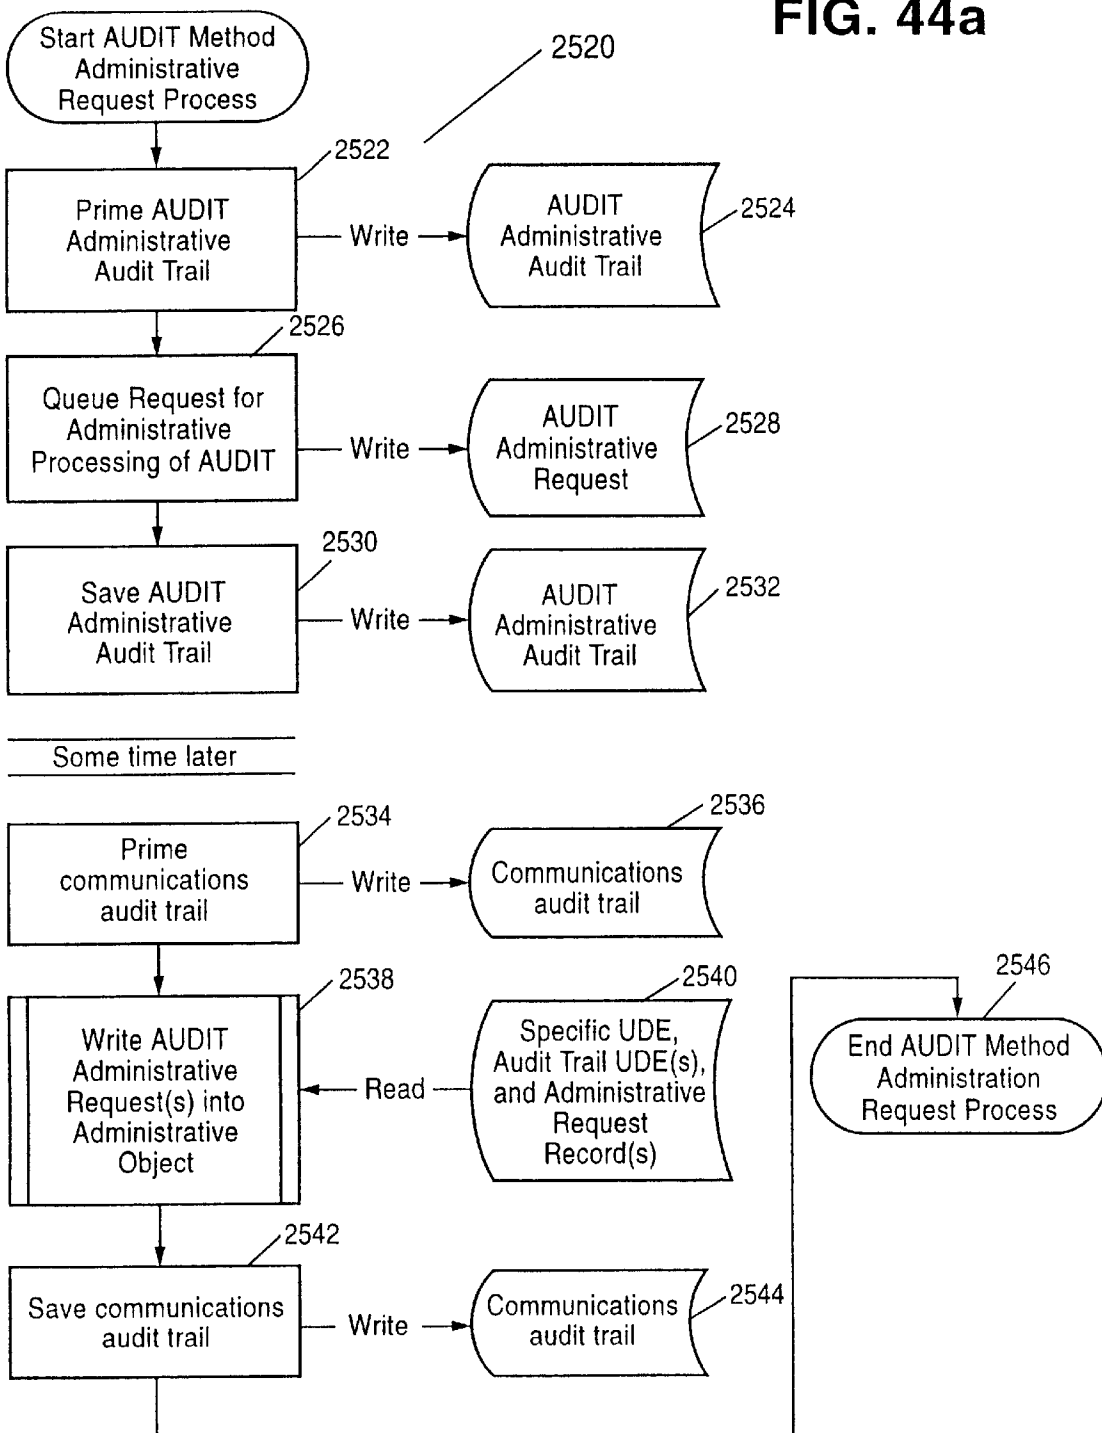 FIG. 44a
Start AUDIT Method
Administrative
Request Process
2520
2522
Prime AUDIT
Administrative
Audit Trail
Write
AUDIT
Administrative
Audit Trail
2524
2526
Queue Request for
Administrative
Processing of AUDIT
Write
AUDIT
Administrative
Request
2528
2530
Save AUDIT
Administrative
Audit Trail
Write
AUDIT
Administrative
Audit Trail
2532
Some time later
2534
Prime
communications
audit trail
Write
2536
Communications
audit trail
2538
Write AUDIT
Administrative
Request(s) into
Administrative
Object
Read
2540
Specific UDE,
Audit Trail UDE(s),
and Administrative
Request
Record(s)
2546
End AUDIT Method
Administration
Request Process
2542
Save communications
audit trail
Write
Communications
audit trail
2544